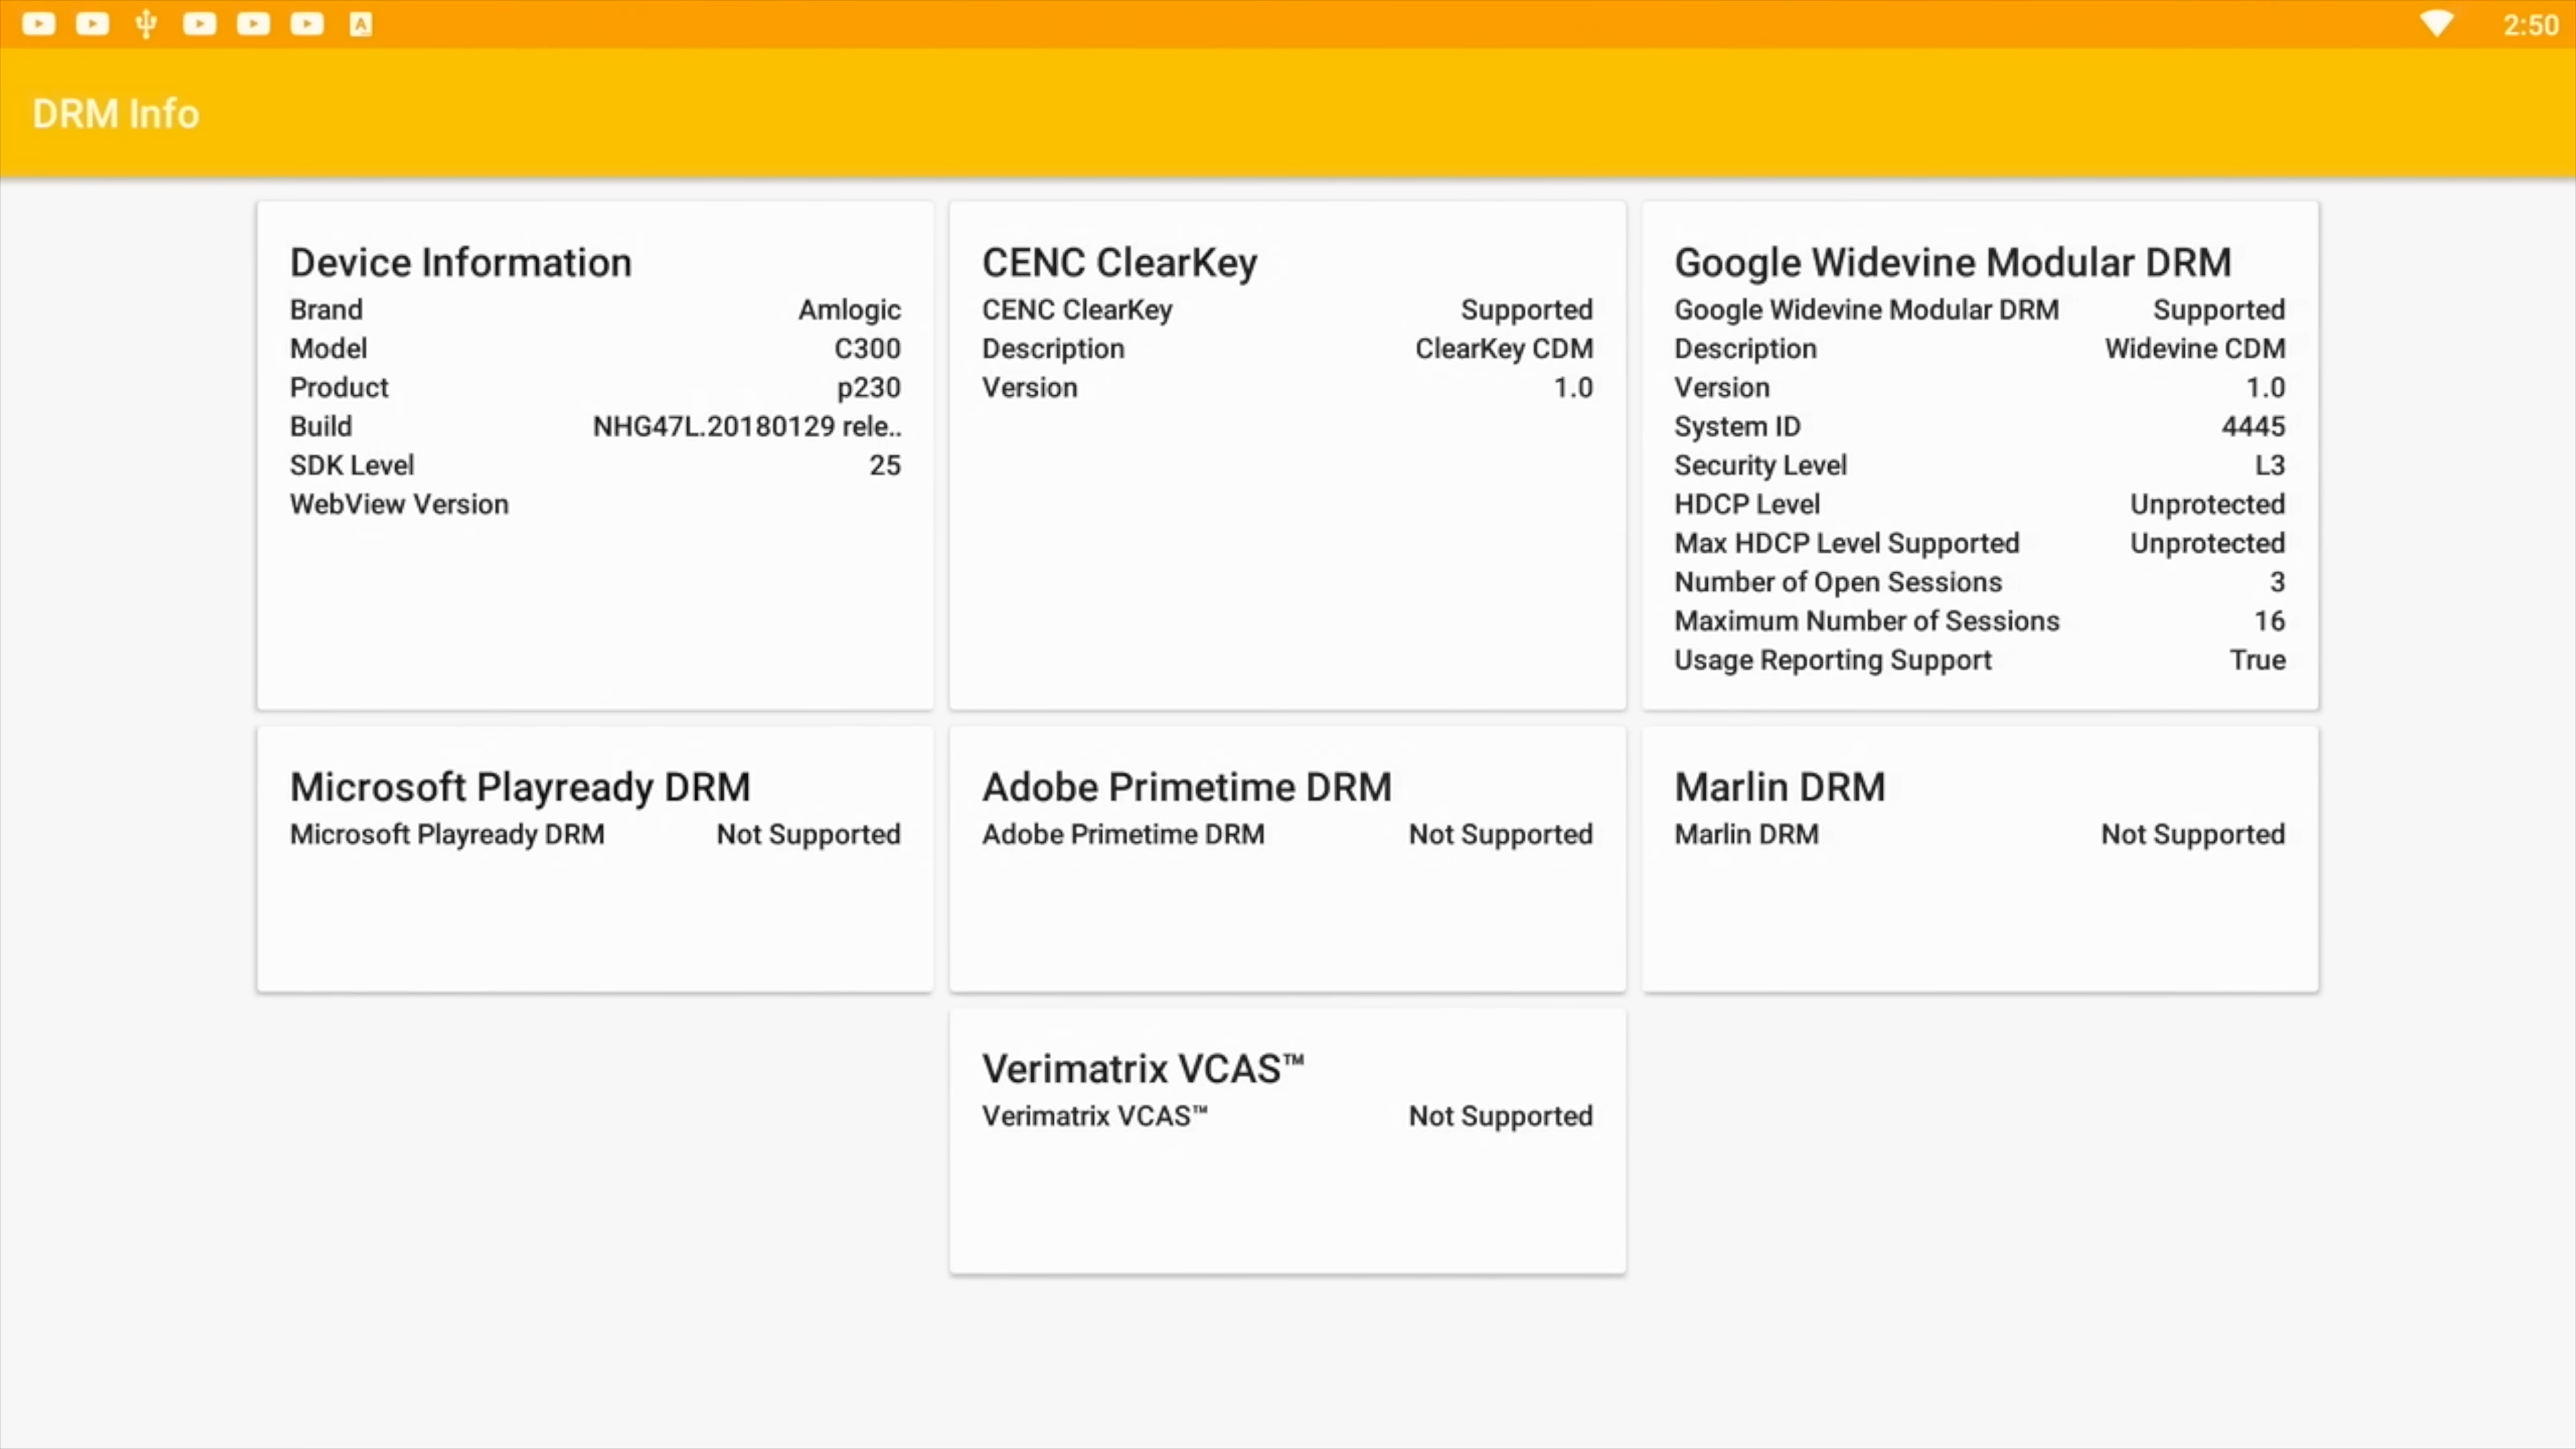 2:50
DRM Info
Device Information
Brand Amlogic
Model C300
Product p230
Build NHG47L.20180129 rele..
SDK Level 25
WebView Version
CENC ClearKey
CENC ClearKey Supported
Description ClearKey CDM
Version 1.0
Google Widevine Modular DRM
Google Widevine Modular DRM Supported
Description Widevine CDM
Version 1.0
System ID 4445
Security Level L3
HDCP Level Unprotected
Max HDCP Level Supported Unprotected
Number of Open Sessions 3
Maximum Number of Sessions 16
Usage Reporting Support True
Microsoft Playready DRM
Microsoft Playready DRM Not Supported
Adobe Primetime DRM
Adobe Primetime DRM Not Supported
Marlin DRM
Marlin DRM Not Supported
Verimatrix VCAS™
Verimatrix VCAS™ Not Supported